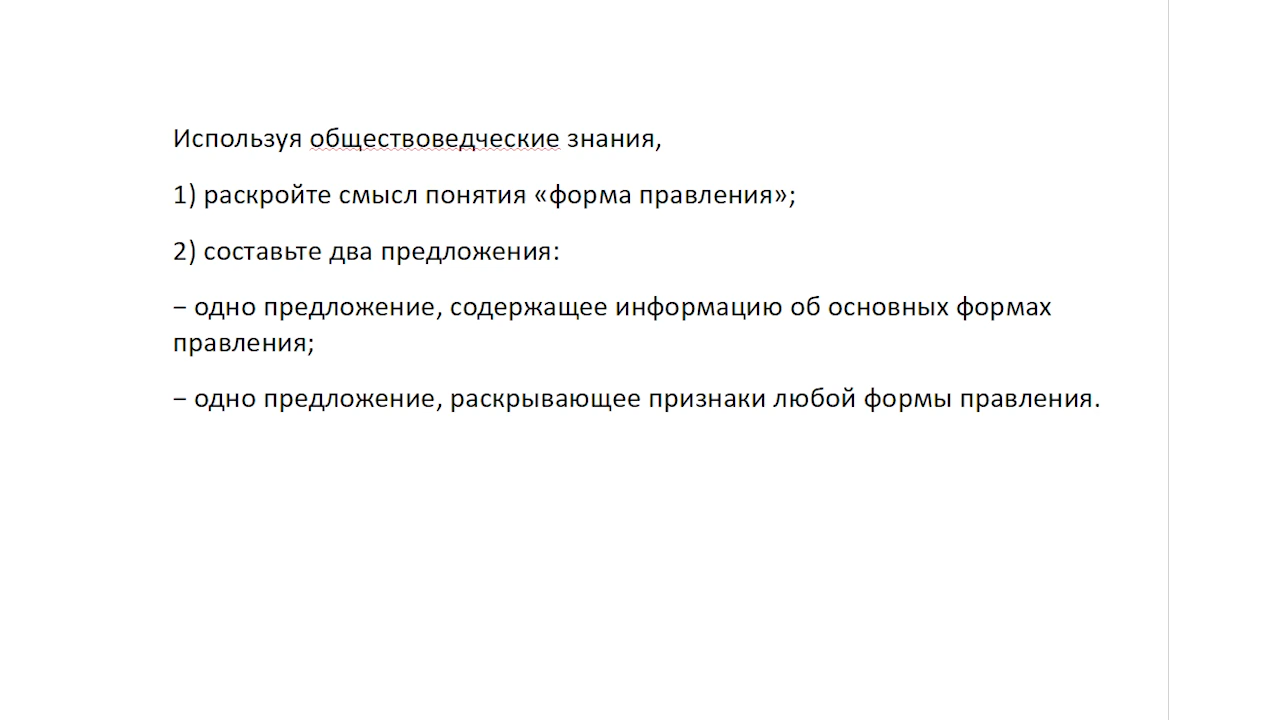 Используя обществоведческие знания,
1) раскройте смысл понятия «форма правления»;
2) составьте два предложения:
− одно предложение, содержащее информацию об основных формах
правления;
− одно предложение, раскрывающее признаки любой формы правления.